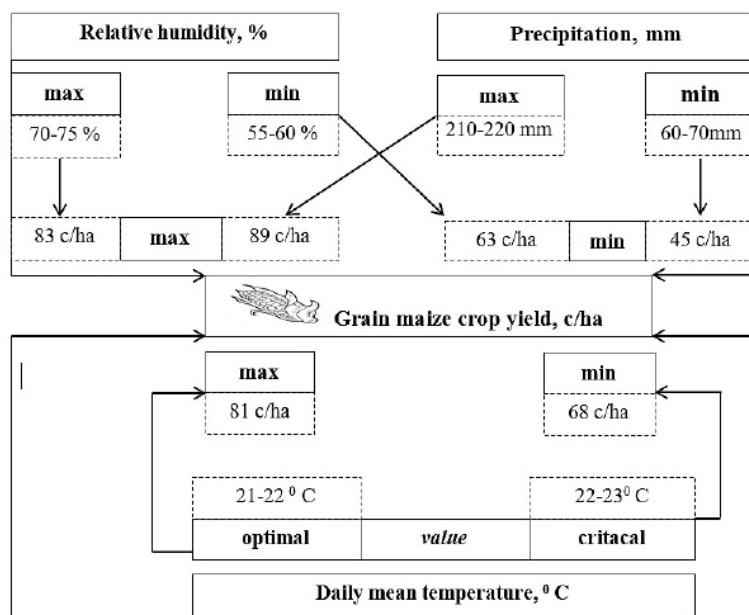 Relative humidity, %
Precipitation, mm
max
min
max
min
70-75 %
55-60 %
210-220 mm
60-70mm
83 c/ha
max
89 c/ha
63 c/ha
min
45 c/ha
Grain maize crop yield, c/ha
max
min
81 c/ha
68 c/ha
21-22 ⁰ C
22-23⁰ C
optimal
value
critacal
Daily mean temperature, ⁰ C